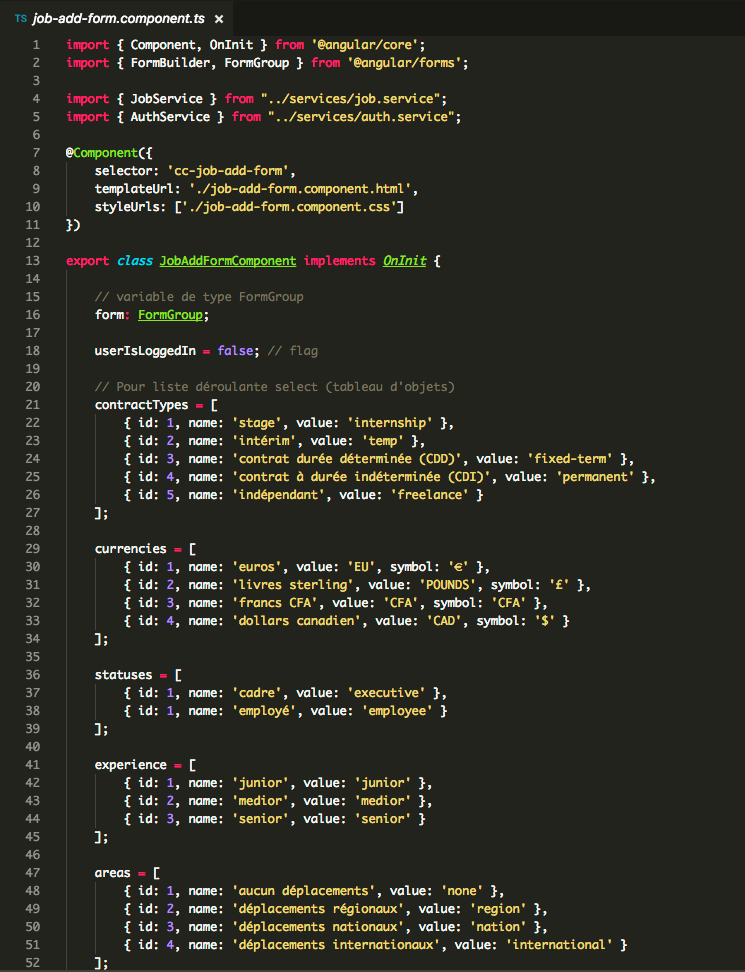 TS job-add-form.component.ts ×
1 import { Component, OnInit } from '@angular/core';
2 import { FormBuilder, FormGroup } from '@angular/forms';
3
4 import { JobService } from "../services/job.service";
5 import { AuthService } from "../services/auth.service";
6
7 @Component({
8     selector: 'cc-job-add-form',
9     templateUrl: './job-add-form.component.html',
10     styleUrls: ['./job-add-form.component.css']
11 })
12
13 export class JobAddFormComponent implements OnInit {
14
15     // variable de type FormGroup
16     form: FormGroup;
17
18     userIsLoggedIn = false; // flag
19
20     // Pour liste déroulante select (tableau d'objets)
21     contractTypes = [
22         { id: 1, name: 'stage', value: 'internship' },
23         { id: 2, name: 'intérim', value: 'temp' },
24         { id: 3, name: 'contrat durée déterminée (CDD)', value: 'fixed-term' },
25         { id: 4, name: 'contrat à durée indéterminée (CDI)', value: 'permanent' },
26         { id: 5, name: 'indépendant', value: 'freelance' }
27     ];
28
29     currencies = [
30         { id: 1, name: 'euros', value: 'EU', symbol: '€' },
31         { id: 2, name: 'livres sterling', value: 'POUNDS', symbol: '£' },
32         { id: 3, name: 'francs CFA', value: 'CFA', symbol: 'CFA' },
33         { id: 4, name: 'dollars canadien', value: 'CAD', symbol: '$' }
34     ];
35
36     statuses = [
37         { id: 1, name: 'cadre', value: 'executive' },
38         { id: 1, name: 'employé', value: 'employee' }
39     ];
40
41     experience = [
42         { id: 1, name: 'junior', value: 'junior' },
43         { id: 2, name: 'medior', value: 'medior' },
44         { id: 3, name: 'senior', value: 'senior' }
45     ];
46
47     areas = [
48         { id: 1, name: 'aucun déplacements', value: 'none' },
49         { id: 2, name: 'déplacements régionaux', value: 'region' },
50         { id: 3, name: 'déplacements nationaux', value: 'nation' },
51         { id: 4, name: 'déplacements internationaux', value: 'international' }
52     ];